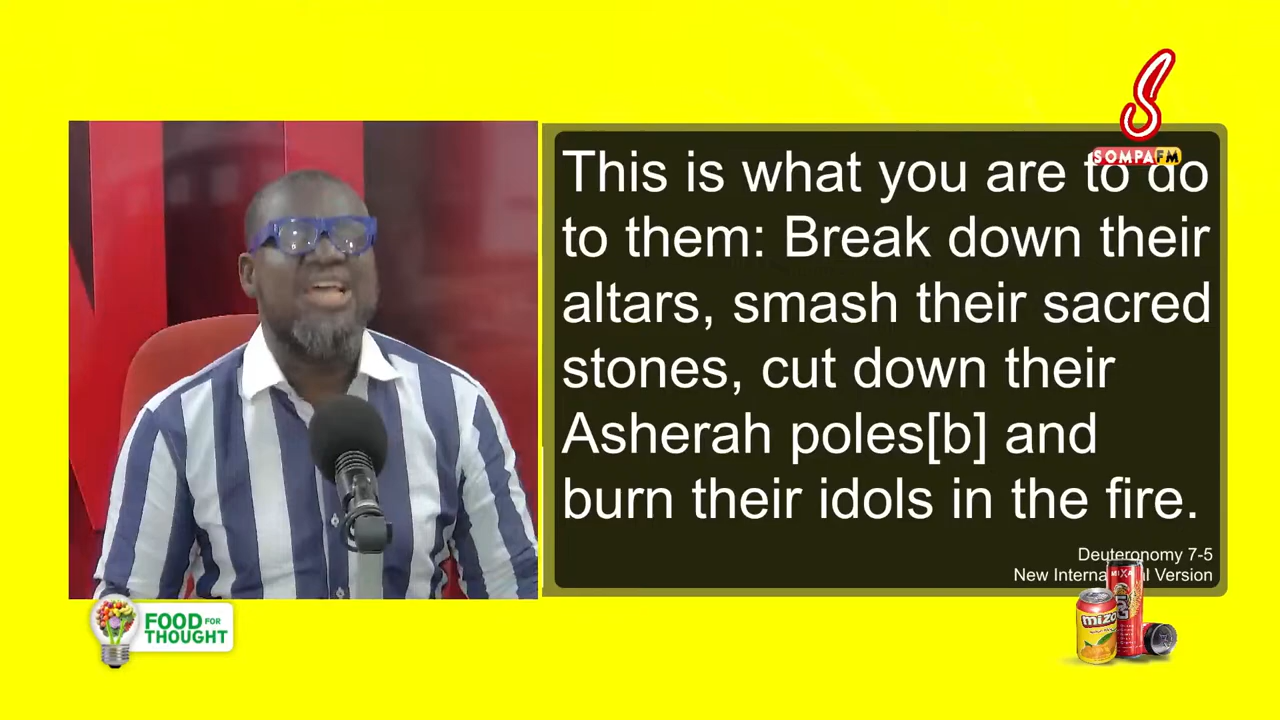 SOMPA FM
This is what you are to do
to them: Break down their
altars, smash their sacred
stones, cut down their
Asherah poles[b] and
burn their idols in the fire.
Deuteronomy 7-5
New International Version
FOOD FOR
THOUGHT
mizo